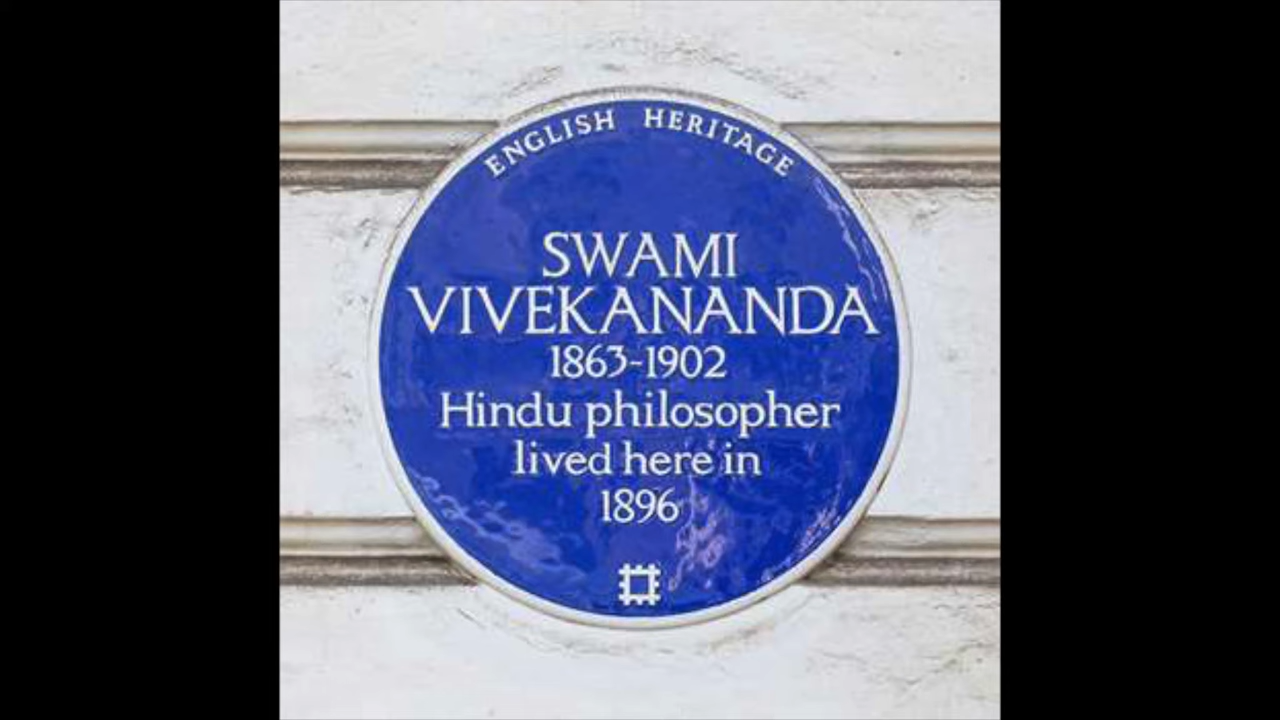 ENGLISH HERITAGE
SWAMI
VIVEKANANDA
1863-1902
Hindu philosopher
lived here in
1896